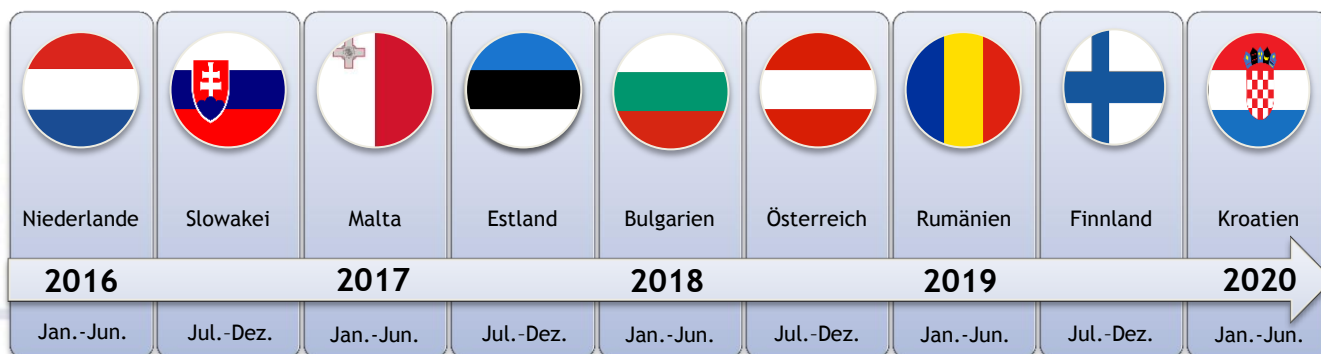 Niederlande Slowakei Malta Estland Bulgarien Österreich Rumänien Finnland Kroatien
2016 2017 2018 2019 2020
Jan.-Jun. Jul.-Dez. Jan.-Jun. Jul.-Dez. Jan.-Jun. Jul.-Dez. Jan.-Jun. Jul.-Dez. Jan.-Jun.